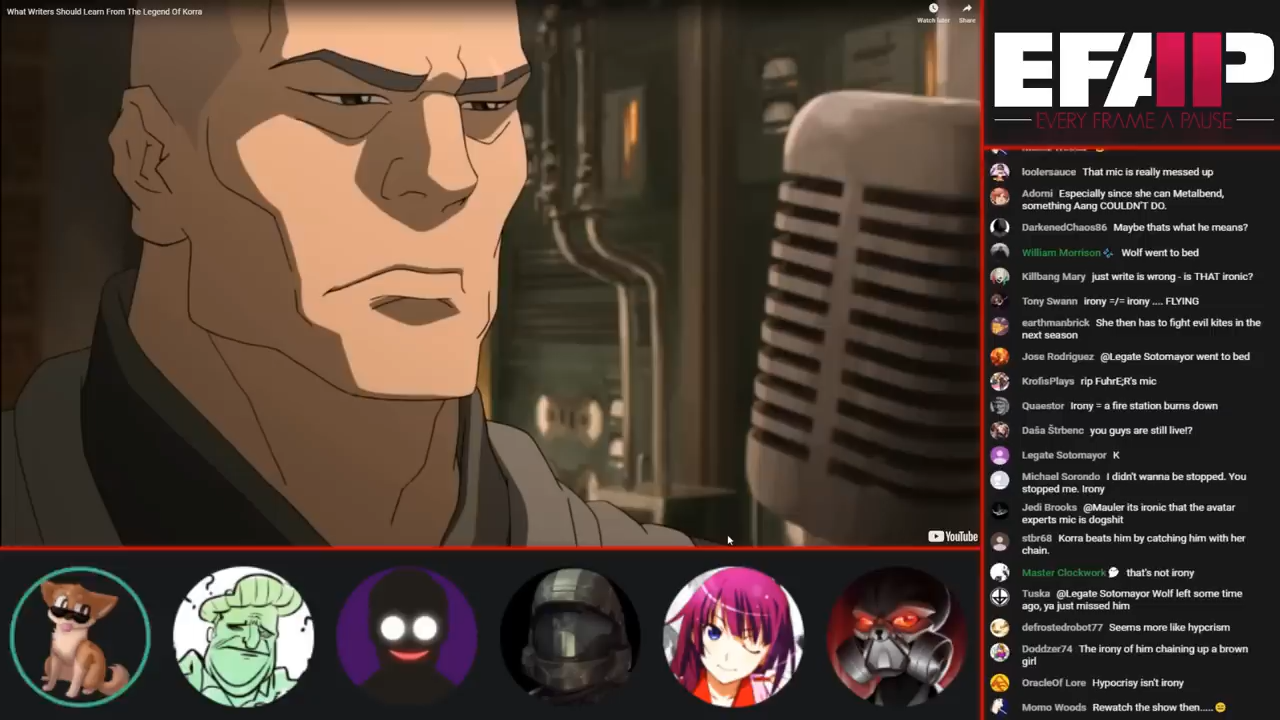 What Writers Should Learn From The Legend Of Korra
Watch later
Share
EFAP
EVERY FRAME A PAUSE
loolersauce That mic is really messed up
Adorni Especially since she can Metalbend,
something Aang COULDN'T DO.
DarkenedChaos86 Maybe thats what he means?
William Morrison Wolf went to bed
Killbang Mary just write is wrong - is THAT ironic?
Tony Swann irony =/= irony .... FLYING
earthmanbrick She then has to fight evil kites in the
next season
Jose Rodriguez @Legate Sotomayor went to bed
KrofisPlays rip FuhrE;R's mic
Quaestor Irony = a fire station burns down
Daša Štrbenc you guys are still live!?
Legate Sotomayor K
Michael Sorondo I didn't wanna be stopped. You
stopped me. Irony
Jedi Brooks @Mauler its ironic that the avatar
experts mic is dogshit
stbr68 Korra beats him by catching him with her
chain.
Master Clockwork that's not irony
Tuska @Legate Sotomayor Wolf left some time
ago, ya just missed him
defrostedrobot77 Seems more like hypcrism
Doddzer74 The irony of him chaining up a brown
girl
OracleOf Lore Hypocrisy isn't irony
Momo Woods Rewatch the show then.....
YouTube